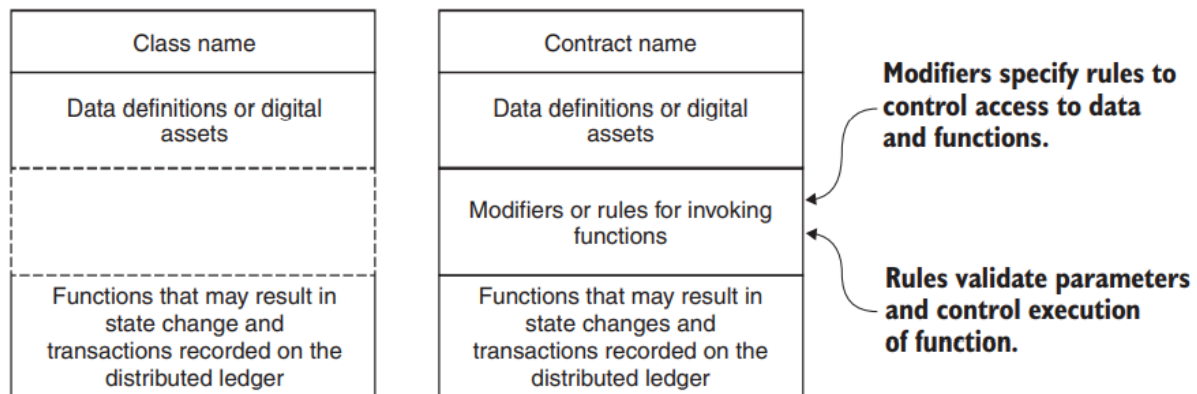 Class name
Data definitions or digital
assets
Functions that may result in
state change and
transactions recorded on the
distributed ledger
Contract name
Data definitions or digital
assets
Modifiers or rules for invoking
functions
Functions that may result in
state changes and
transactions recorded on the
distributed ledger
Modifiers specify rules to
control access to data
and functions.
Rules validate parameters
and control execution
of function.